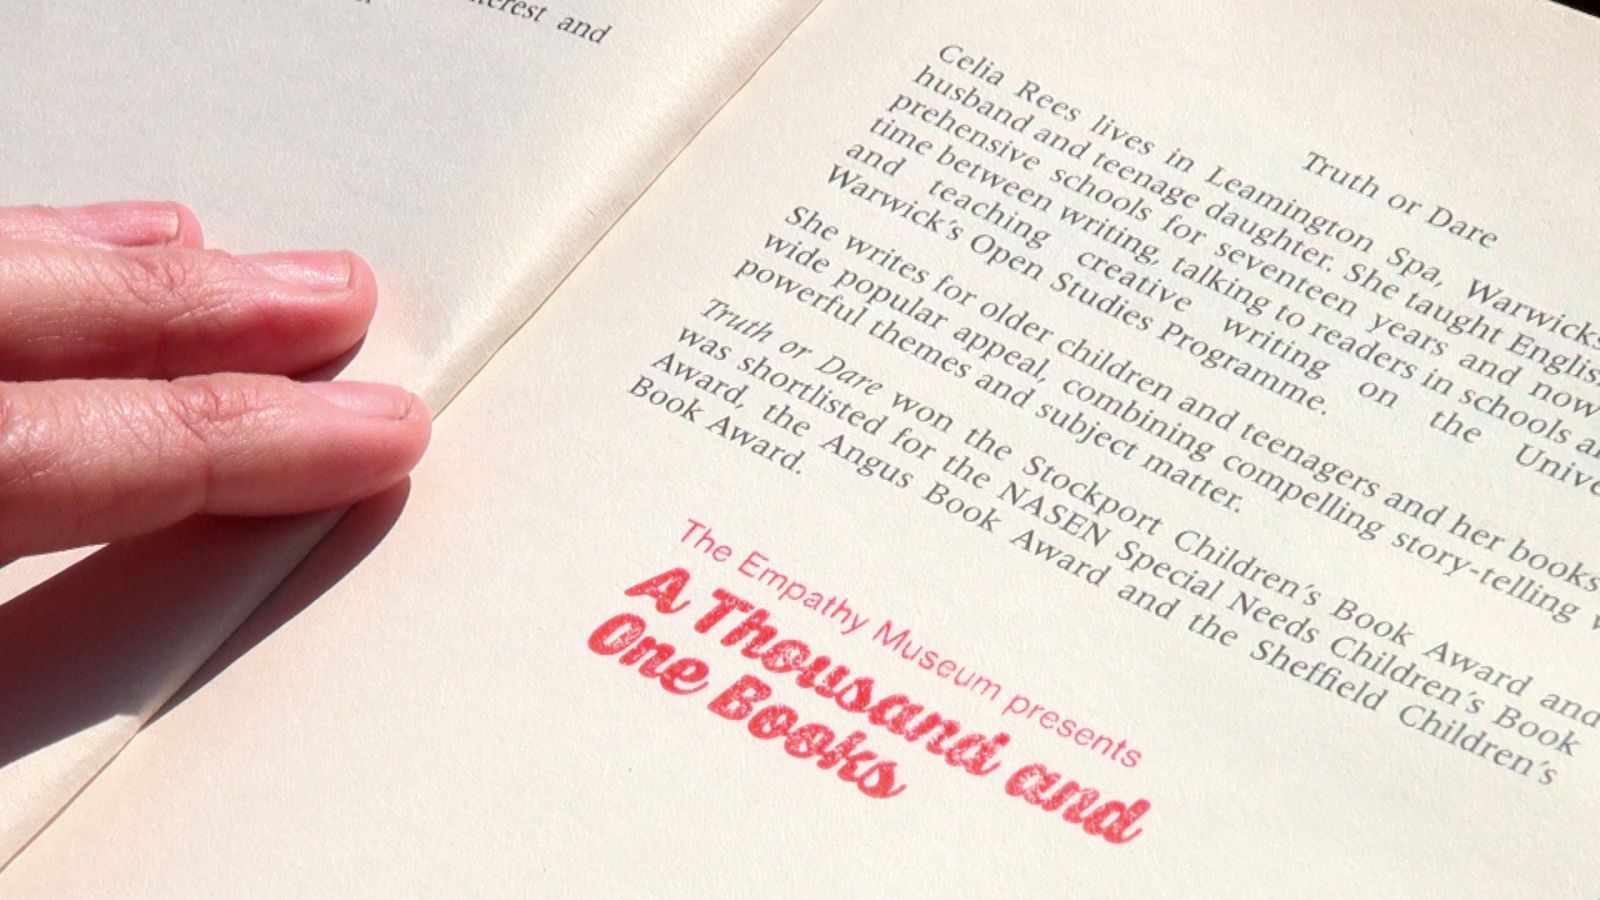 interest and
Truth or Dare
Celia Rees lives in Leamington Spa, Warwicks
husband and teenage daughter. She taught Englis
prehensive schools for seventeen years and now
time between writing, talking to readers in schools a
and teaching creative writing on the Unive
Warwick's Open Studies Programme.
She writes for older children and teenagers and her books
wide popular appeal, combining compelling story-telling
powerful themes and subject matter.
Truth or Dare won the Stockport Children's Book Award and
was shortlisted for the NASEN Special Needs Children's Book
Award, the Angus Book Award and the Sheffield Children's
Book Award.
The Empathy Museum presents
A Thousand and
One Books